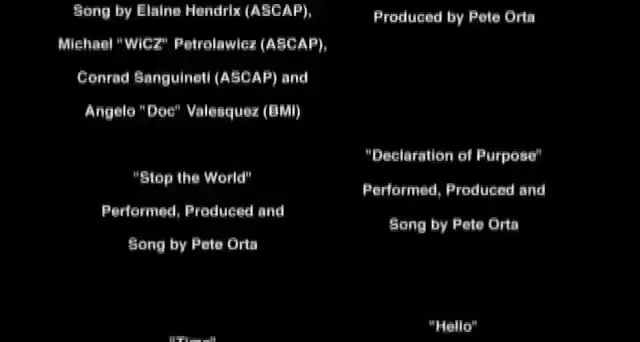 Song by Elaine Hendrix (ASCAP),
Michael "WiCZ" Petrolawicz (ASCAP),
Conrad Sanguineti (ASCAP) and
Angelo "Doc" Valesquez (BMI)
"Stop the World"
Performed, Produced and
Song by Pete Orta
"Time"
Produced by Pete Orta
"Declaration of Purpose"
Performed, Produced and
Song by Pete Orta
"Hello"